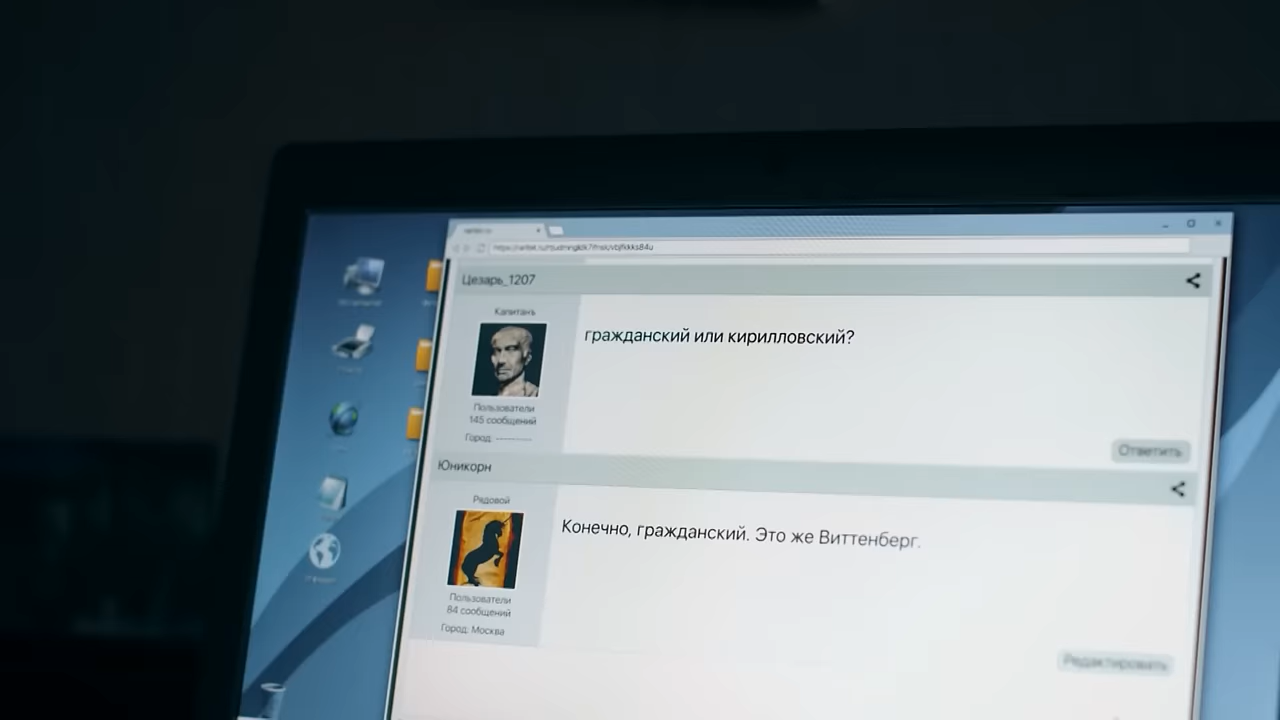 Цезарь_1207
Капитанъ
гражданский или кирилловский?
Пользователи
145 сообщений
Город: ----------
Ответить
Юникорн
Рядовой
Конечно, гражданский. Это же Виттенберг.
Пользователи
84 сообщений
Город: Москва
Редактировать